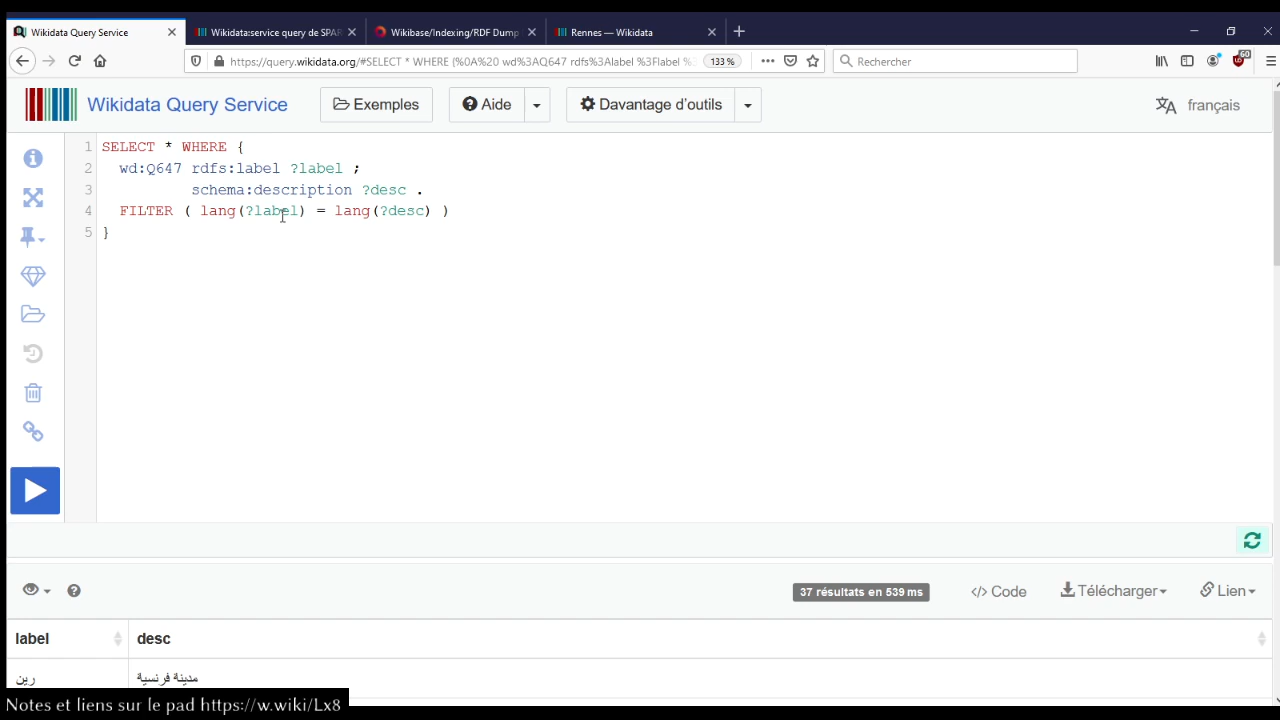 Wikidata Query Service
Wikidata:service query de SPAR
Wikibase/Indexing/RDF Dump
Rennes — Wikidata
https://query.wikidata.org/#SELECT * WHERE {%0A%20 wd%3AQ647 rdfs%3Alabel %3Flabel %
133 %
Rechercher
Wikidata Query Service
Exemples
Aide
Davantage d'outils
français
1 SELECT * WHERE {
2 wd:Q647 rdfs:label ?label ;
3 schema:description ?desc .
4 FILTER ( lang(?label) = lang(?desc) )
5 }
37 résultats en 539 ms
</> Code
Télécharger
Lien
label
desc
رين
مدينة فرنسية
Notes et liens sur le pad https://w.wiki/Lx8